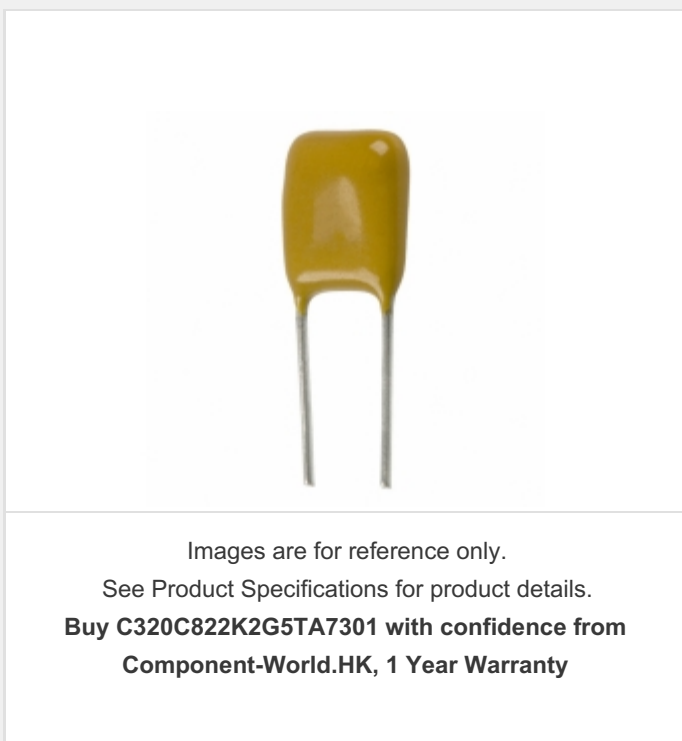 Images are for reference only.
See Product Specifications for product details.
Buy C320C822K2G5TA7301 with confidence from
Component-World.HK, 1 Year Warranty